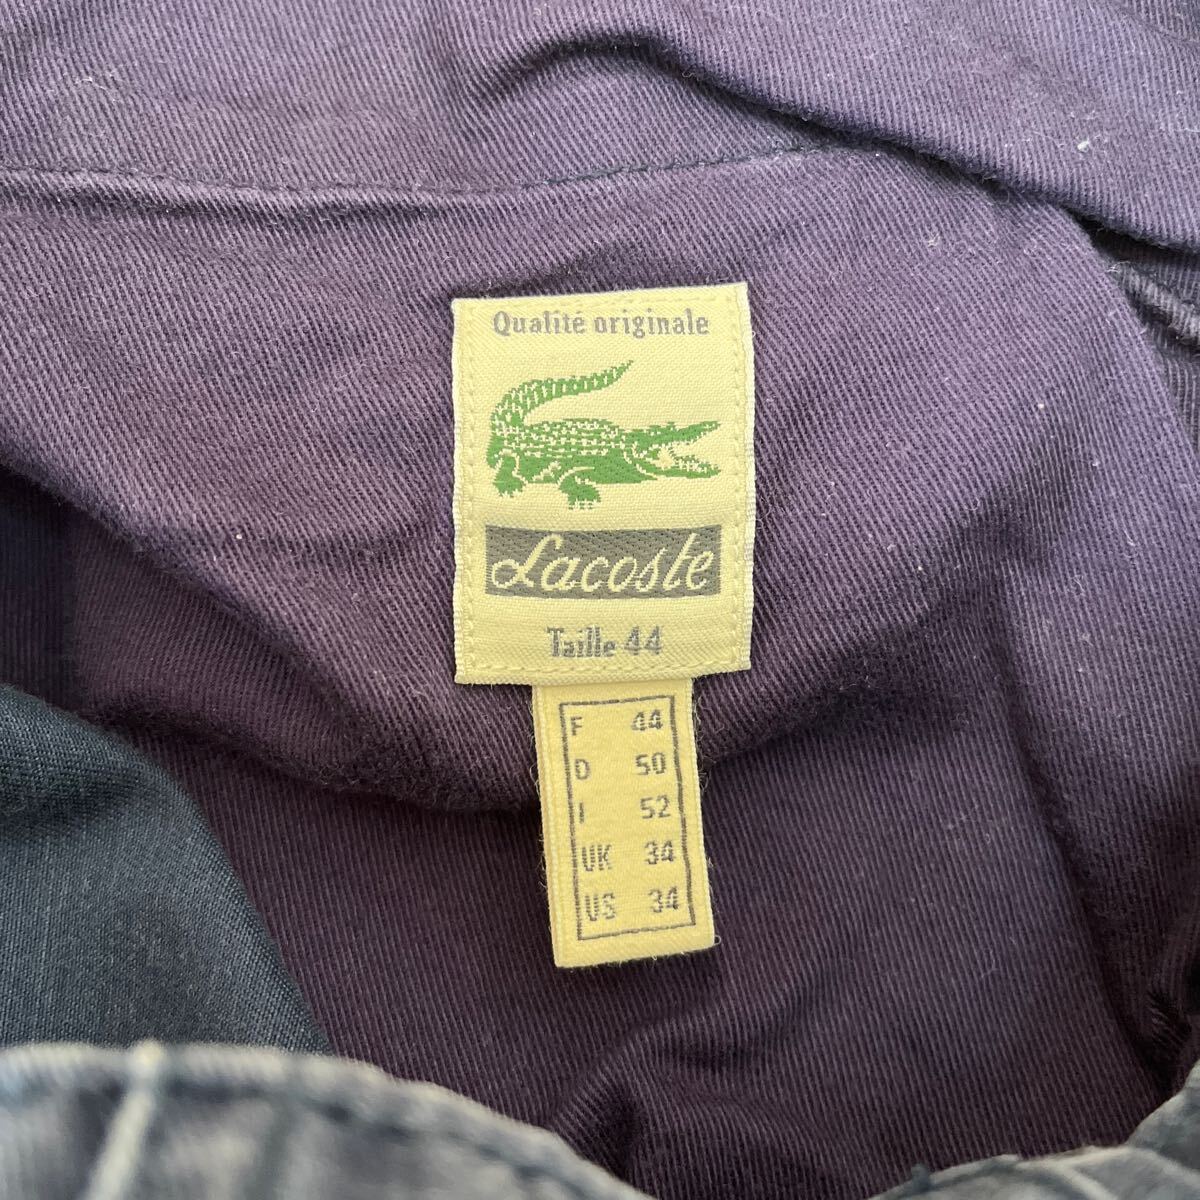 Qualité originale
Lacoste
Taille 44
F 44
D 50
I 52
UK 34
US 34